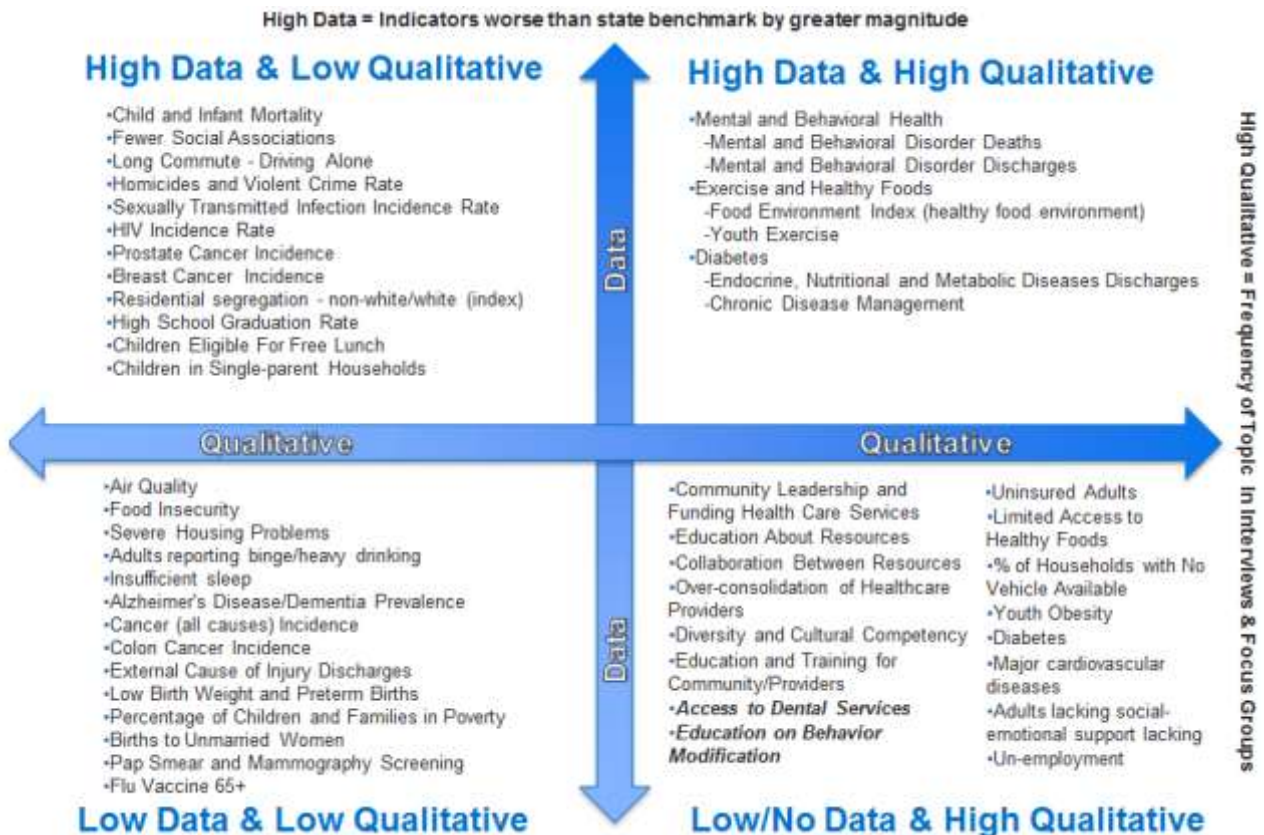 High Data = Indicators worse than state benchmark by greater magnitude
High Data & Low Qualitative
•Child and Infant Mortality
•Fewer Social Associations
•Long Commute - Driving Alone
•Homicides and Violent Crime Rate
•Sexually Transmitted Infection Incidence Rate
•HIV Incidence Rate
•Prostate Cancer Incidence
•Breast Cancer Incidence
•Residential segregation - non-white/white (index)
•High School Graduation Rate
•Children Eligible For Free Lunch
•Children in Single-parent Households
Data
High Data & High Qualitative
•Mental and Behavioral Health
-Mental and Behavioral Disorder Deaths
-Mental and Behavioral Disorder Discharges
•Exercise and Healthy Foods
-Food Environment Index (healthy food environment)
-Youth Exercise
•Diabetes
-Endocrine, Nutritional and Metabolic Diseases Discharges
-Chronic Disease Management
High Qualitative = Frequency of Topic In Interviews & Focus Groups
Qualitative
Qualitative
•Air Quality
•Food Insecurity
•Severe Housing Problems
•Adults reporting binge/heavy drinking
•Insufficient sleep
•Alzheimer's Disease/Dementia Prevalence
•Cancer (all causes) Incidence
•Colon Cancer Incidence
•External Cause of Injury Discharges
•Low Birth Weight and Preterm Births
•Percentage of Children and Families in Poverty
•Births to Unmarried Women
•Pap Smear and Mammography Screening
•Flu Vaccine 65+
Low Data & Low Qualitative
Data
•Community Leadership and
Funding Health Care Services
•Education About Resources
•Collaboration Between Resources
•Over-consolidation of Healthcare
Providers
•Diversity and Cultural Competency
•Education and Training for
Community/Providers
•Access to Dental Services
•Education on Behavior
Modification
•Uninsured Adults
•Limited Access to
Healthy Foods
•% of Households with No
Vehicle Available
•Youth Obesity
•Diabetes
•Major cardiovascular
diseases
•Adults lacking social-
emotional support lacking
•Un-employment
Low/No Data & High Qualitative